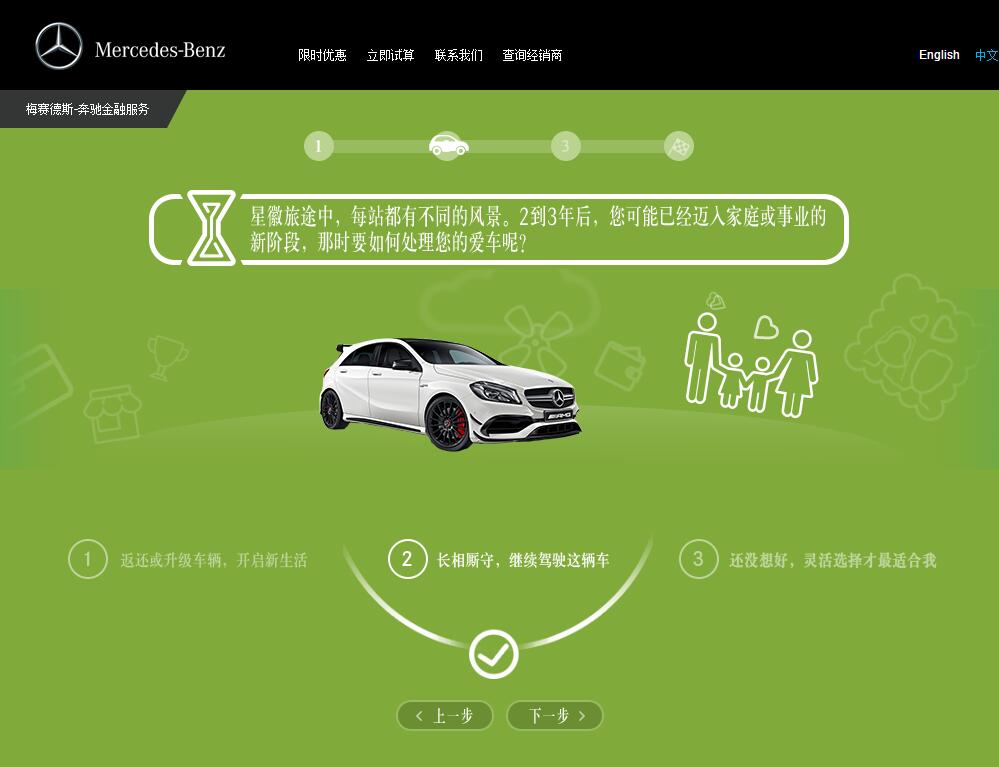 Mercedes-Benz
限时优惠 立即试算 联系我们 查询经销商
English 中文
梅赛德斯-奔驰金融服务
1 3
星徽旅途中，每站都有不同的风景。2到3年后，您可能已经迈入家庭或事业的
新阶段，那时要如何处理您的爱车呢？
AMG
1 返还或升级车辆，开启新生活
2 长相厮守，继续驾驶这辆车
3 还没想好，灵活选择才最适合我
< 上一步
下一步 >